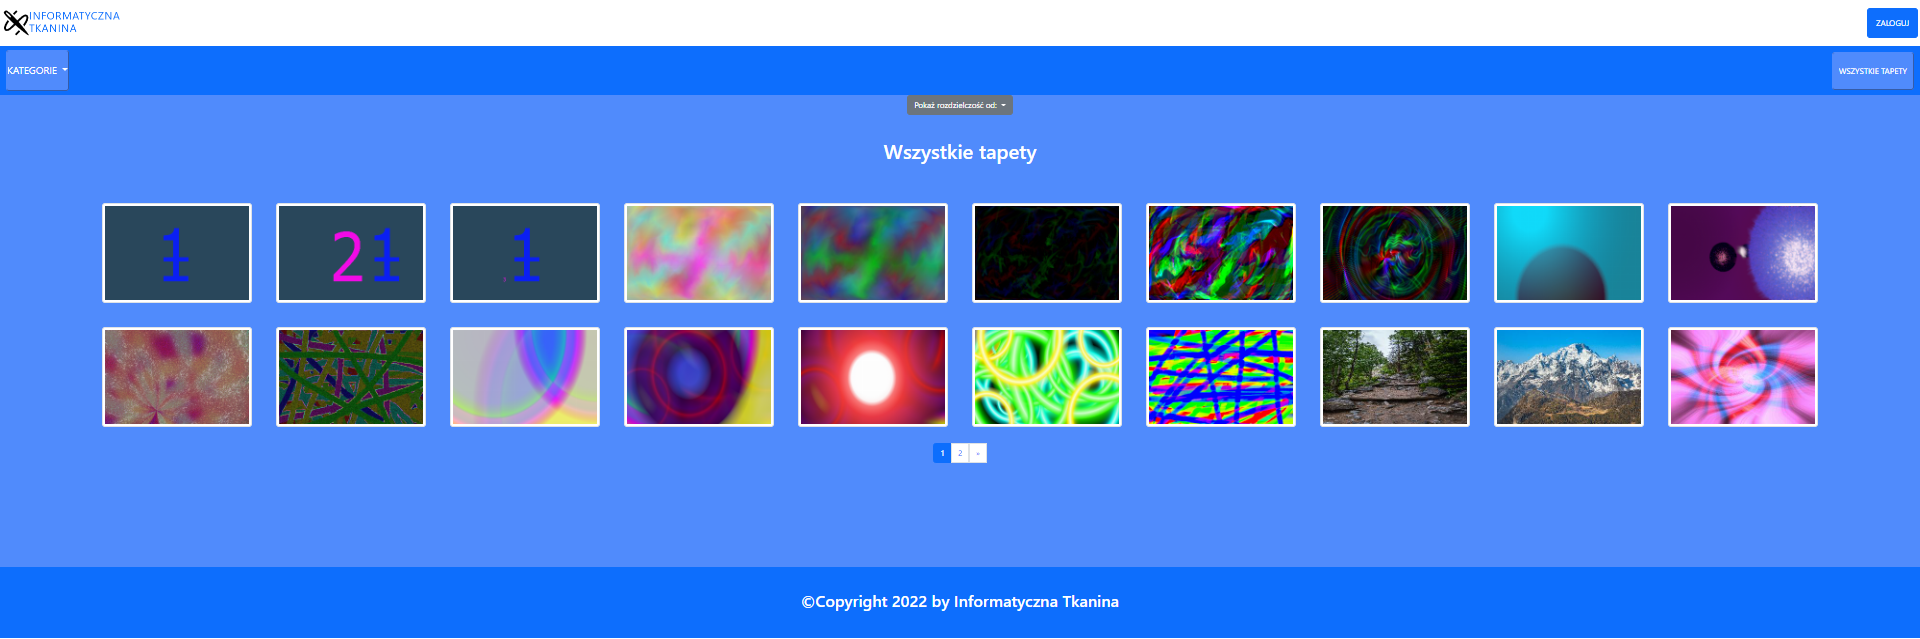 INFORMATYCZNA
TKANINA
ZALOGUJ
KATEGORIE
WSZYSTKIE TAPETY
Pokaż rozdzielczość od:
Wszystkie tapety
1
21
1
1 2 »
©Copyright 2022 by Informatyczna Tkanina